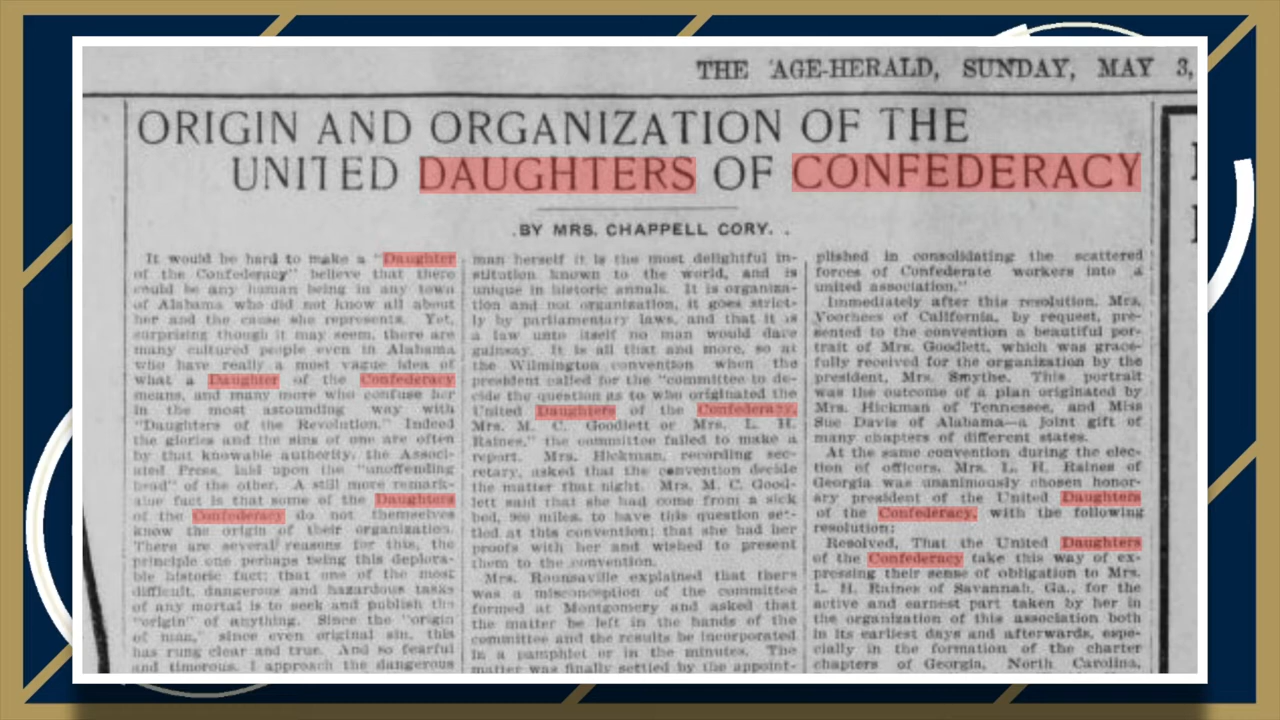 THE AGE-HERALD, SUNDAY, MAY 3,
ORIGIN AND ORGANIZATION OF THE
UNITED DAUGHTERS OF CONFEDERACY
.BY MRS. CHAPPELL CORY. .
It would be hard to make a "Daughter
of the Confederacy" believe that there
could be any human being in any town
of Alabama who did not know all about
her and the cause she represents. Yet,
surprising though it may seem, there are
many cultured people even in Alabama
who have really a most vague idea of
what a Daughter of the Confederacy
means, and many more who confuse her
in the most astounding way with
"Daughters of the Revolution." Indeed
the glories and the sins of one are often
by that knowable authority, the Associ-
ated Press, laid upon the "unoffending
head" of the other. A still more remark-
able fact is that some of the Daughters
of the Confederacy do not themselves
know the origin of their organization.
There are several reasons for this, the
principle one perhaps being this deplora-
ble historic fact; that one of the most
difficult, dangerous and hazardous tasks
of any mortal is to seek and publish the
"origin" of anything. Since the "origin
of man," since even original sin, this
has rung clear and true. And so fearful
and timorous, I approach the dangerous
man herself it is the most delightful in-
stitution known to the world, and is
unique in historic annals. It is organiza-
tion and not organization, it goes strict-
ly by parliamentary laws, and that it is
a law unto itself no man would dare
gainsay. It is all that and more, so at
the Wilmington convention when the
president called for the "committee to de-
cide the question as to who originated the
United Daughters of the Confederacy,
Mrs. M. C. Goodlett or Mrs. L. H.
Raines," the committee failed to make a
report. Mrs. Hickman, recording sec-
retary, asked that the convention decide
the matter that night. Mrs. M. C. Good-
lett said that she had come from a sick
bed, 900 miles, to have this question set-
tled at this convention; that she had her
proofs with her and wished to present
them to the convention.
Mrs. Rounsaville explained that there
was a misconception of the committee
formed at Montgomery and asked that
the matter be left in the hands of the
committee and the results be incorporated
in a pamphlet or in the minutes. The
matter was finally settled by the appoint-
plished in consolidating the scattered
forces of Confederate workers into a
united association."
Immediately after this resolution, Mrs.
Voorhees of California, by request, pre-
sented to the convention a beautiful por-
trait of Mrs. Goodlett, which was grace-
fully received for the organization by the
president, Mrs. Smythe. This portrait
was the outcome of a plan originated by
Mrs. Hickman of Tennessee, and Miss
Sue Davis of Alabama—a joint gift of
many chapters of different states.
At the same convention during the elec-
tion of officers, Mrs. L. H. Raines of
Georgia was unanimously chosen honor-
ary president of the United Daughters
of the Confederacy, with the following
resolution:
Resolved, That the United Daughters
of the Confederacy take this way of ex-
pressing their sense of obligation to Mrs.
L. H. Raines of Savannah, Ga., for the
active and earnest part taken by her in
the organization of this association both
in its earliest days and afterwards, espe-
cially in the formation of the charter
chapters of Georgia, North Carolina,